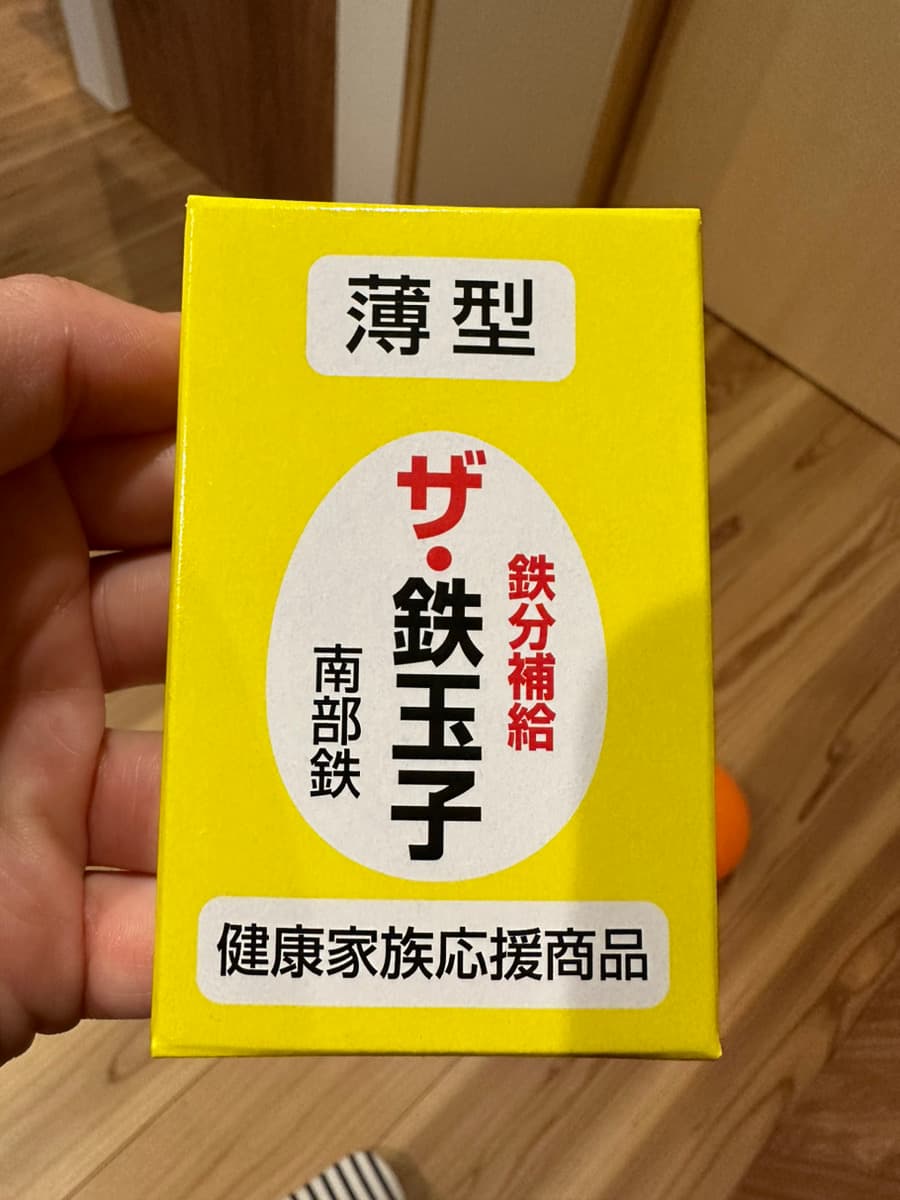 薄型
鉄分補給
ザ・鉄玉子
南部鉄
健康家族応援商品